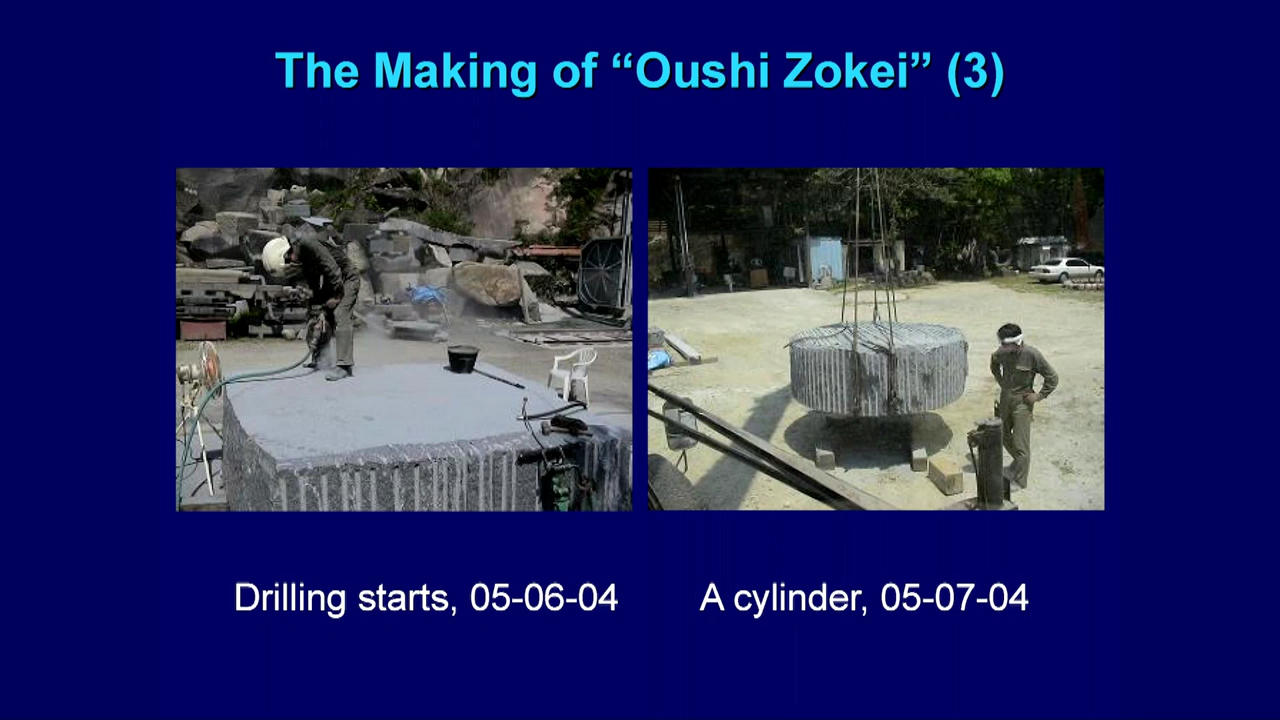 The Making of “Oushi Zokei” (3)
Drilling starts, 05-06-04
A cylinder, 05-07-04